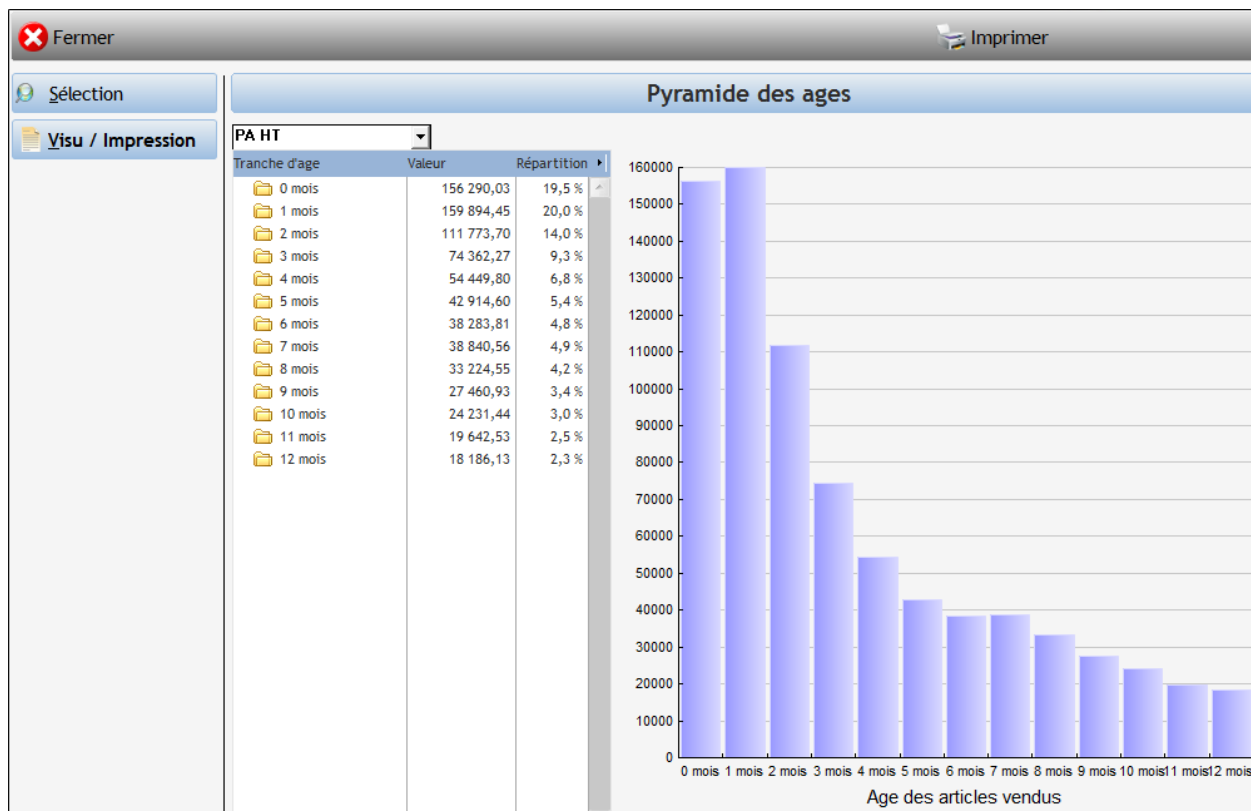 Fermer
Imprimer
Sélection
Visu / Impression
Pyramide des ages
PA HT
Tranche d'age Valeur Répartition
0 mois 156 290,03 19,5 %
1 mois 159 894,45 20,0 %
2 mois 111 773,70 14,0 %
3 mois 74 362,27 9,3 %
4 mois 54 449,80 6,8 %
5 mois 42 914,60 5,4 %
6 mois 38 283,81 4,8 %
7 mois 38 840,56 4,9 %
8 mois 33 224,55 4,2 %
9 mois 27 460,93 3,4 %
10 mois 24 231,44 3,0 %
11 mois 19 642,53 2,5 %
12 mois 18 186,13 2,3 %
160000
150000
140000
130000
120000
110000
100000
90000
80000
70000
60000
50000
40000
30000
20000
10000
0
0 mois 1 mois 2 mois 3 mois 4 mois 5 mois 6 mois 7 mois 8 mois 9 mois 10 mois 11 mois 12 mois
Age des articles vendus